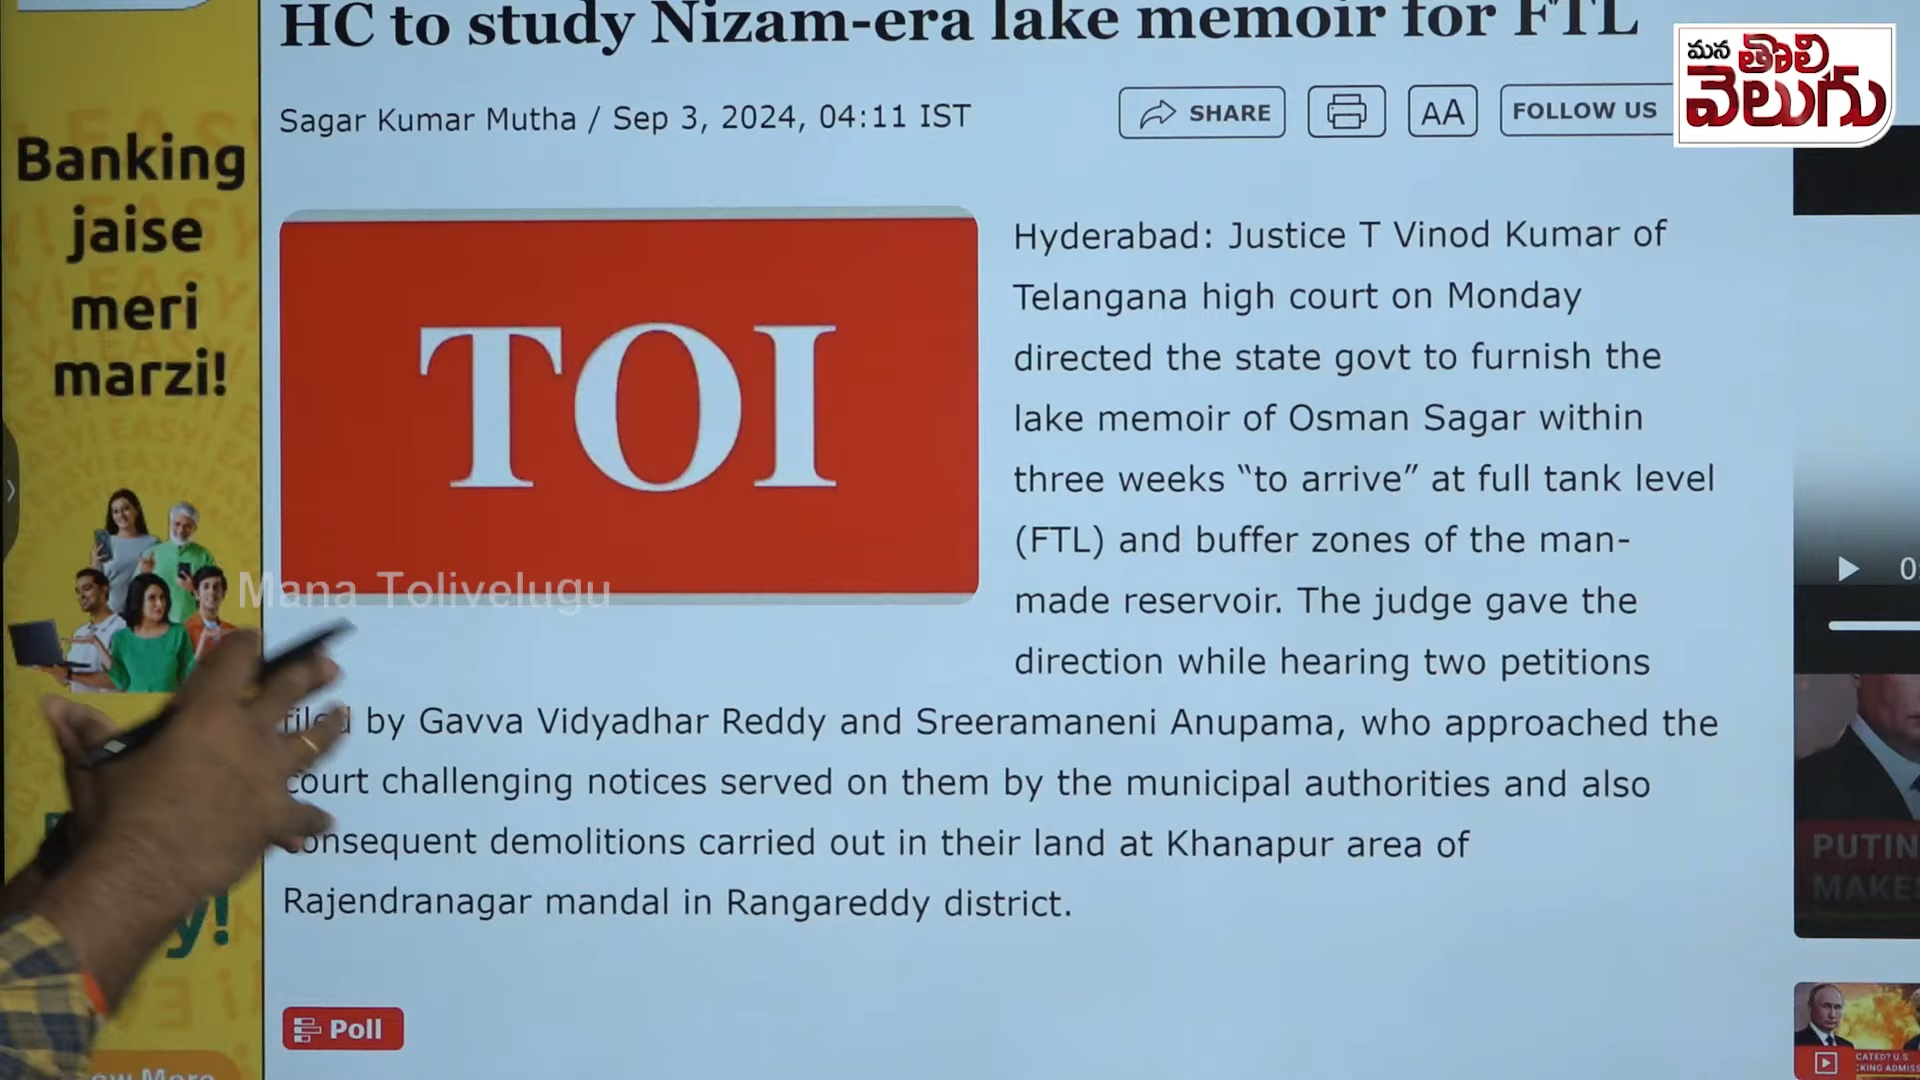 HC to study Nizam-era lake memoir for FTL
Sagar Kumar Mutha / Sep 3, 2024, 04:11 IST
SHARE
AA
FOLLOW US
మన
తొలి
వెలుగు
Banking
jaise
meri
marzi!
TOI
Hyderabad: Justice T Vinod Kumar of
Telangana high court on Monday
directed the state govt to furnish the
lake memoir of Osman Sagar within
three weeks “to arrive” at full tank level
(FTL) and buffer zones of the man-
made reservoir. The judge gave the
direction while hearing two petitions
filed by Gavva Vidyadhar Reddy and Sreeramaneni Anupama, who approached the
court challenging notices served on them by the municipal authorities and also
consequent demolitions carried out in their land at Khanapur area of
Rajendranagar mandal in Rangareddy district.
Mana Tolivelugu
Poll
PUTIN
MAKES
CATED? U.S.